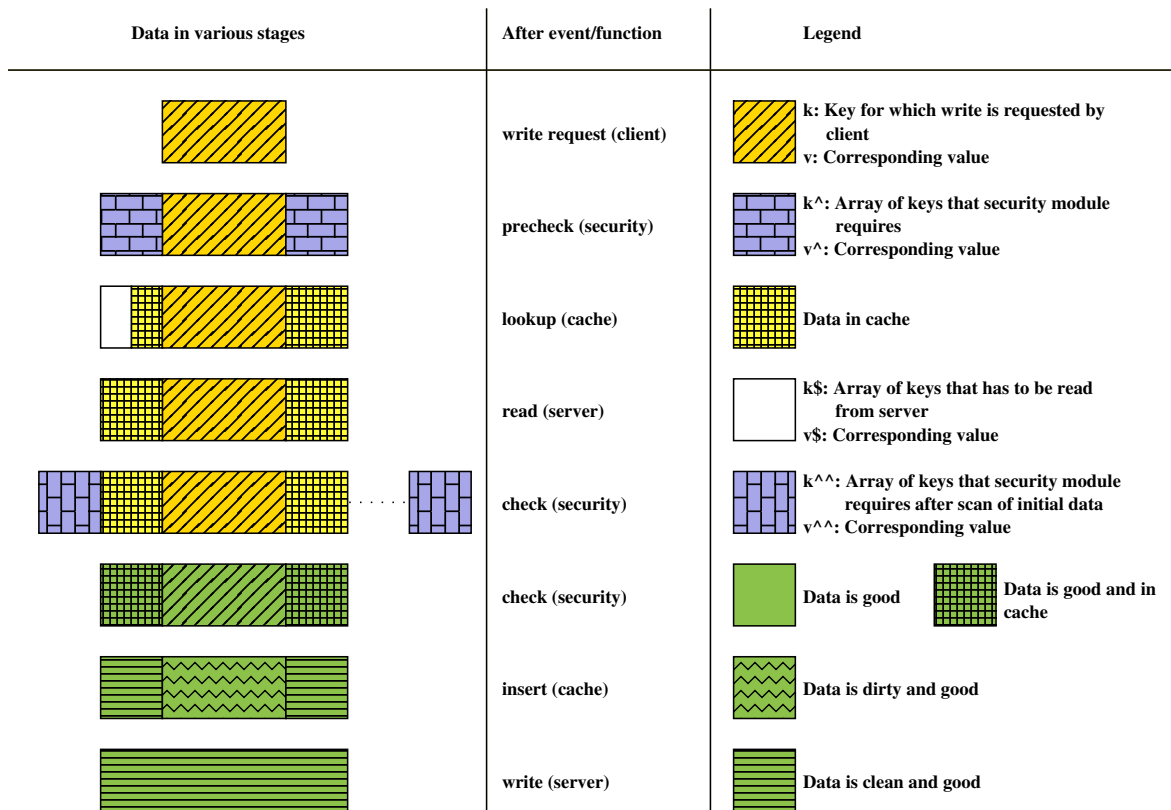 Data in various stages
After event/function
Legend
write request (client)
k: Key for which write is requested by
client
v: Corresponding value
precheck (security)
k^: Array of keys that security module
requires
v^: Corresponding value
lookup (cache)
Data in cache
read (server)
k$: Array of keys that has to be read
from server
v$: Corresponding value
check (security)
k^^: Array of keys that security module
requires after scan of initial data
v^^: Corresponding value
check (security)
Data is good
Data is good and in
cache
insert (cache)
Data is dirty and good
write (server)
Data is clean and good